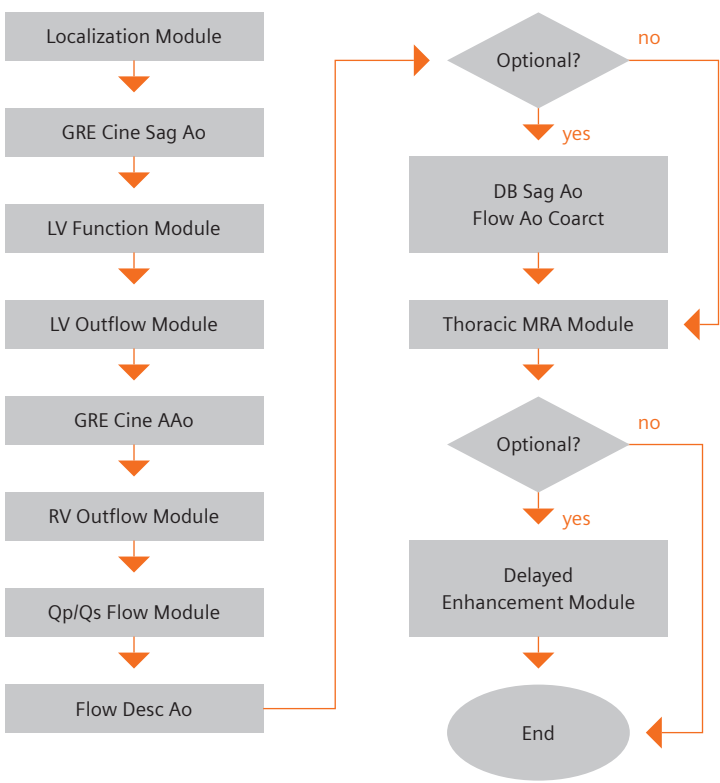 Localization Module
GRE Cine Sag Ao
LV Function Module
LV Outflow Module
GRE Cine AAo
RV Outflow Module
Qp/Qs Flow Module
Flow Desc Ao
Optional?
no
yes
DB Sag Ao
Flow Ao Coarct
Thoracic MRA Module
Optional?
no
yes
Delayed
Enhancement Module
End